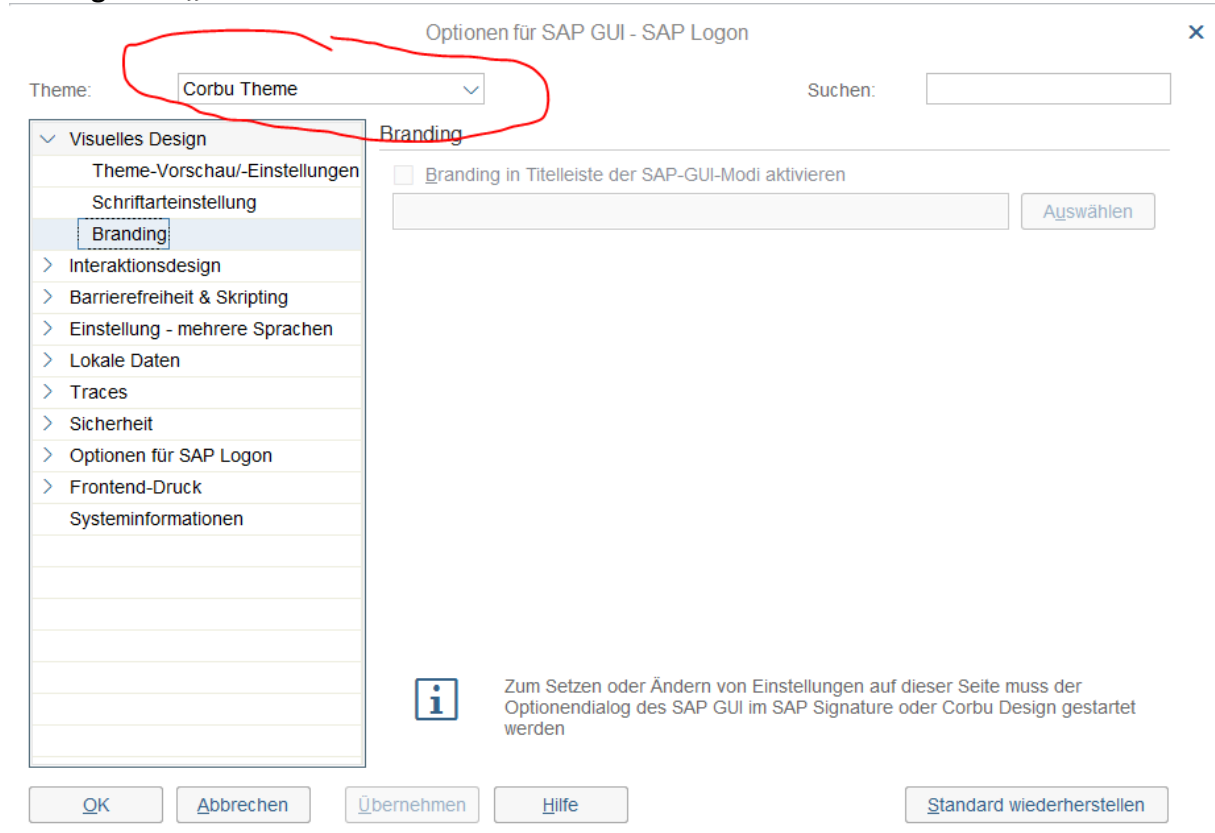 Optionen für SAP GUI - SAP Logon
Theme: Corbu Theme Suchen:
Visuelles Design
Theme-Vorschau/-Einstellungen
Schriftarteinstellung
Branding
Interaktionsdesign
Barrierefreiheit & Skripting
Einstellung - mehrere Sprachen
Lokale Daten
Traces
Sicherheit
Optionen für SAP Logon
Frontend-Druck
Systeminformationen
Branding
Branding in Titelleiste der SAP-GUI-Modi aktivieren
Auswählen
Zum Setzen oder Ändern von Einstellungen auf dieser Seite muss der
Optionendialog des SAP GUI im SAP Signature oder Corbu Design gestartet
werden
OK Abbrechen Übernehmen Hilfe Standard wiederherstellen